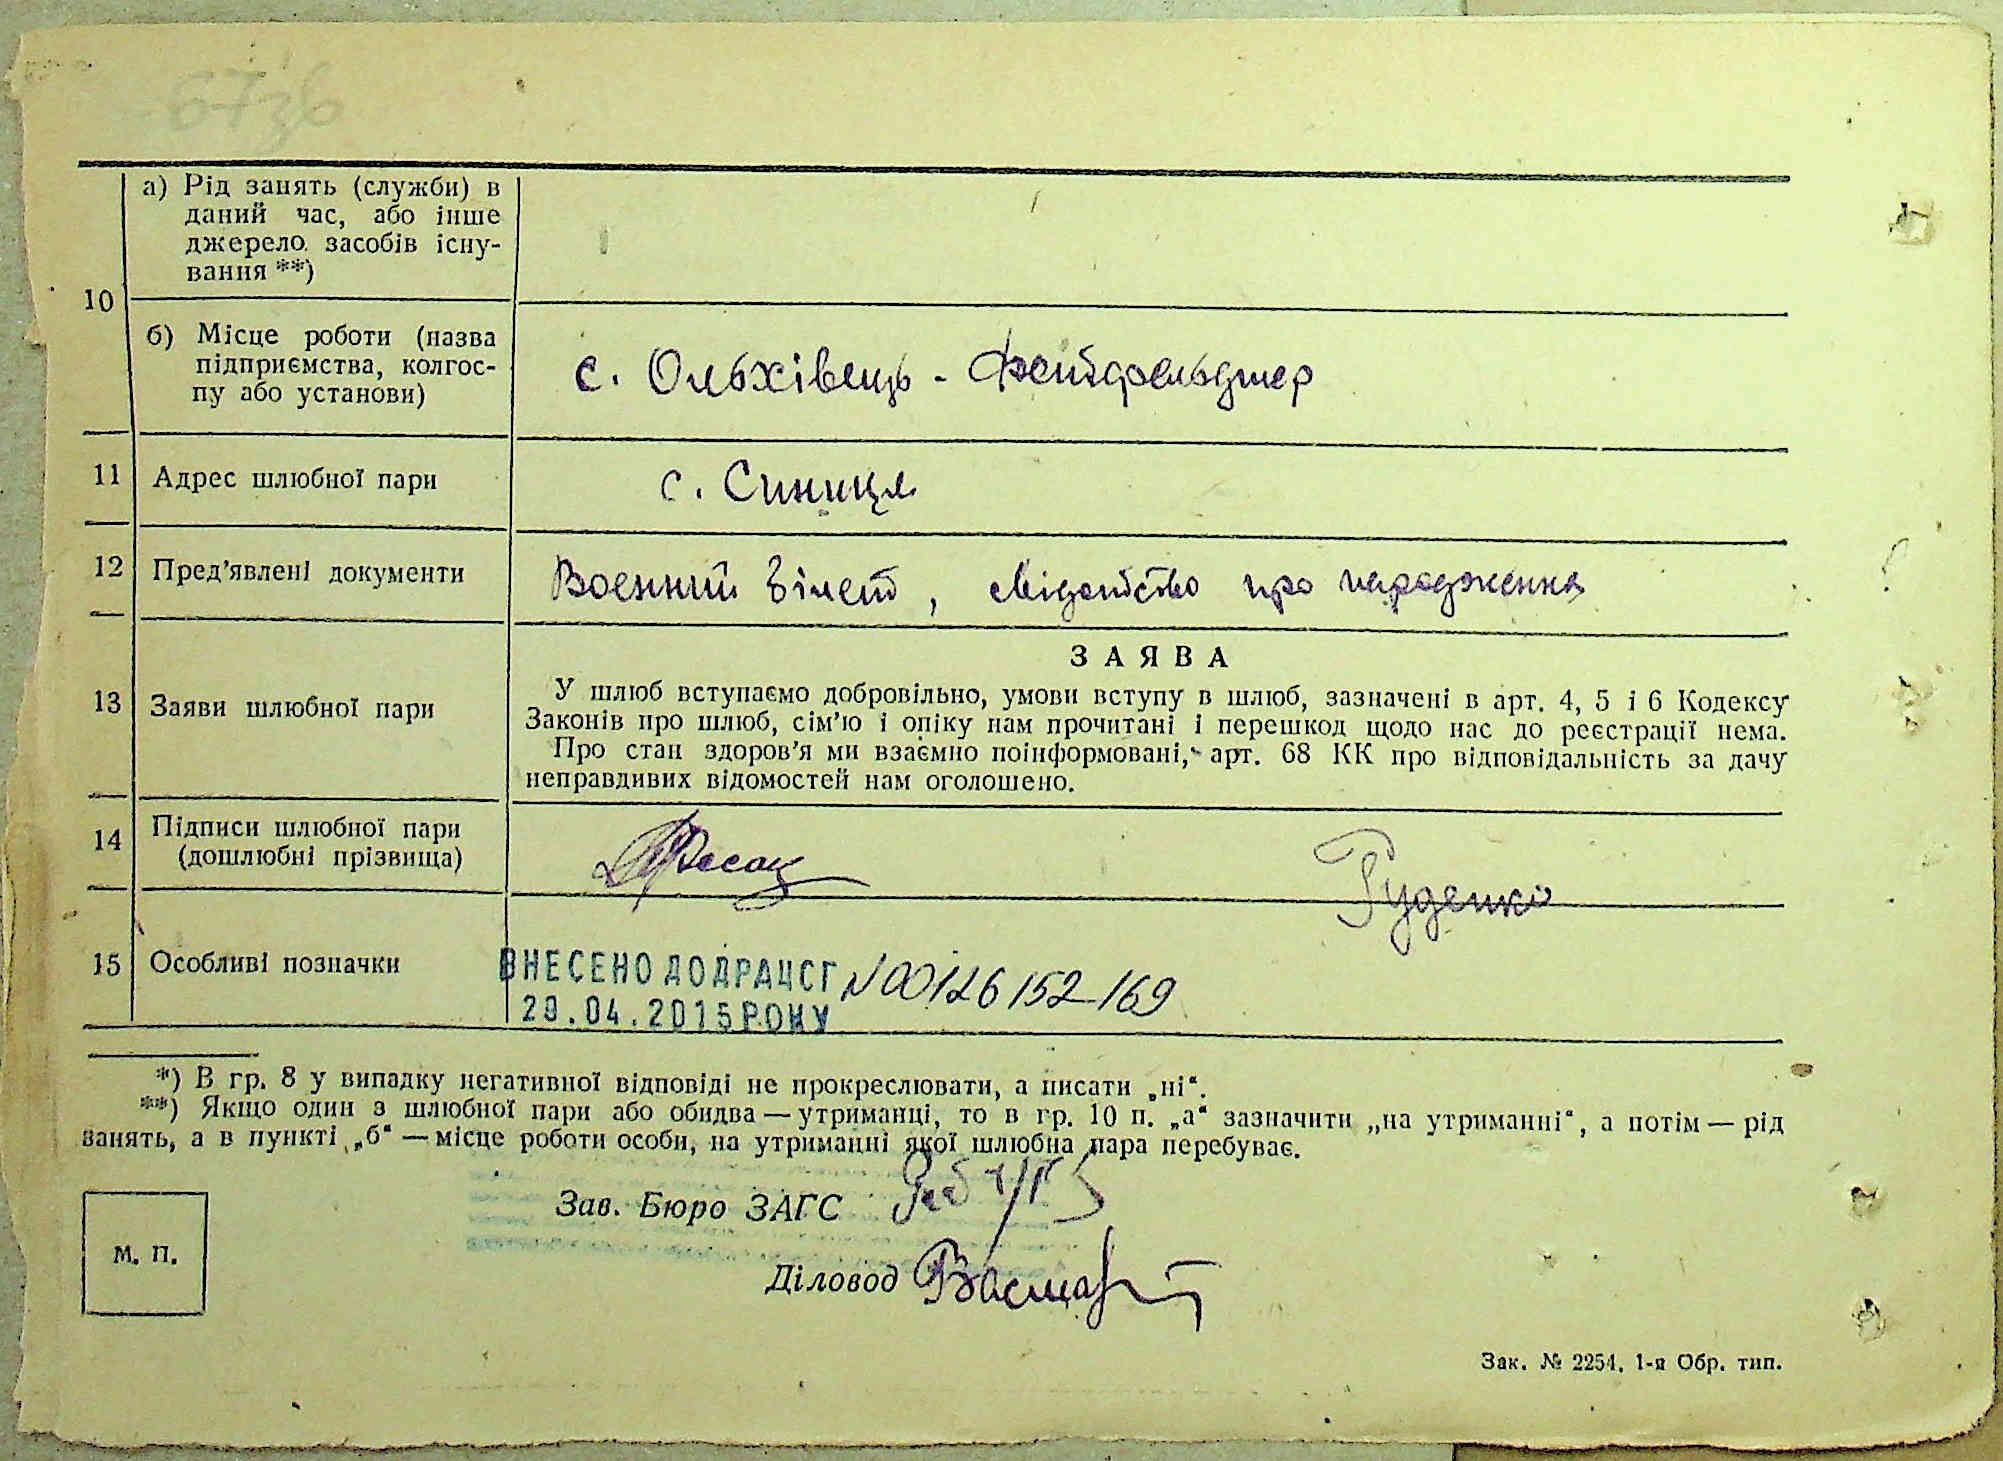 67зв
а) Рід занять (служби) в
даний час, або інше
джерело засобів існу-
вання **)
10
б) Місце роботи (назва
підприємства, колгос-
пу або установи)
с. Ольхівець - Фельдшер
11 Адрес шлюбної пари с. Синиця
12 Пред'явлені документи Военний білет, свідоцтво про народження
ЗАЯВА
13 Заяви шлюбної пари
У шлюб вступаємо добровільно, умови вступу в шлюб, зазначені в арт. 4, 5 і 6 Кодексу
Законів про шлюб, сім'ю і опіку нам прочитані і перешкод щодо нас до реєстрації нема.
Про стан здоров'я ми взаємно поінформовані, арт. 68 КК про відповідальність за дачу
неправдивих відомостей нам оголошено.
14 Підписи шлюбної пари
(дошлюбні прізвища)
Руденко
15 Особливі позначки
ВНЕСЕНО ДО ДРАЦСГ N 00126152169
29.04.2015 РОКУ
*) В гр. 8 у випадку негативної відповіді не прокреслювати, а писати „ні“.
**) Якщо один з шлюбної пари або обидва — утриманці, то в гр. 10 п. „а“ зазначити „на утриманні“, а потім — рід
занять, а в пункті „б“ — місце роботи особи, на утриманні якої шлюбна пара перебуває.
Зав. Бюро ЗАГС
М. П.
Діловод
Зак. № 2254. 1-я Обр. тип.